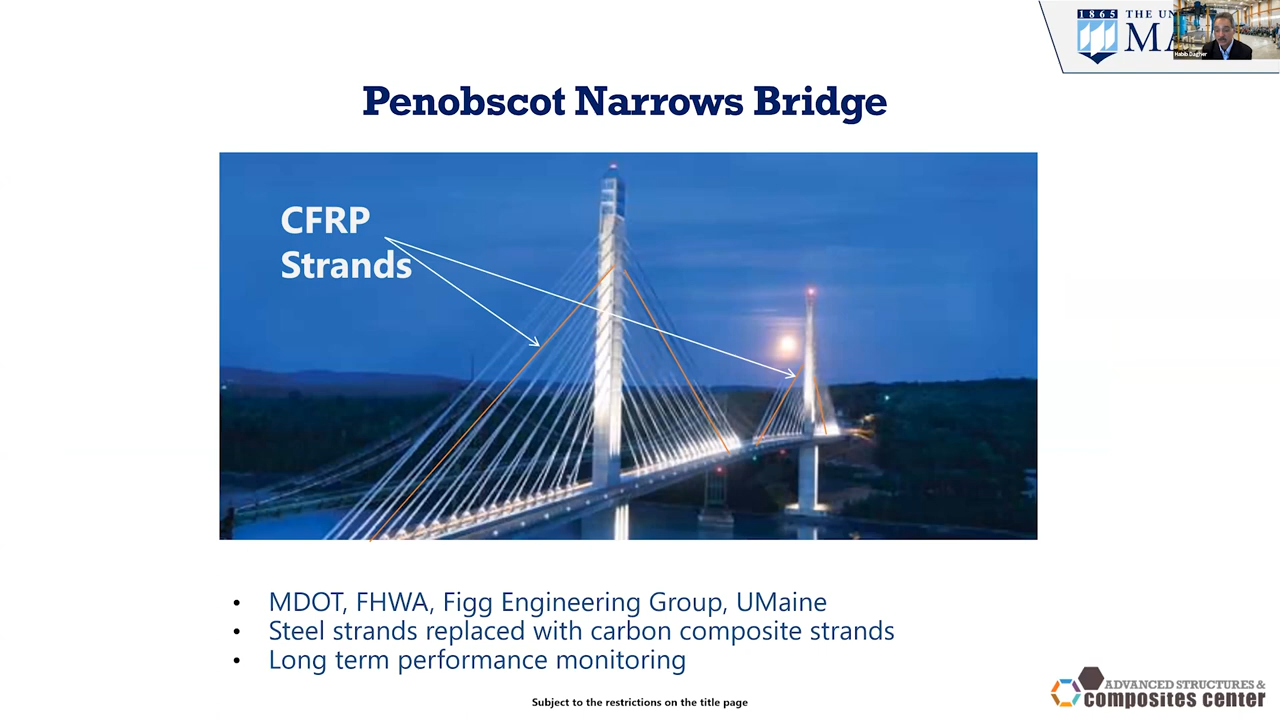 1865 THE UN
MA
Habib Dagher
Penobscot Narrows Bridge
CFRP
Strands
• MDOT, FHWA, Figg Engineering Group, UMaine
• Steel strands replaced with carbon composite strands
• Long term performance monitoring
Subject to the restrictions on the title page
ADVANCED STRUCTURES &
composites center